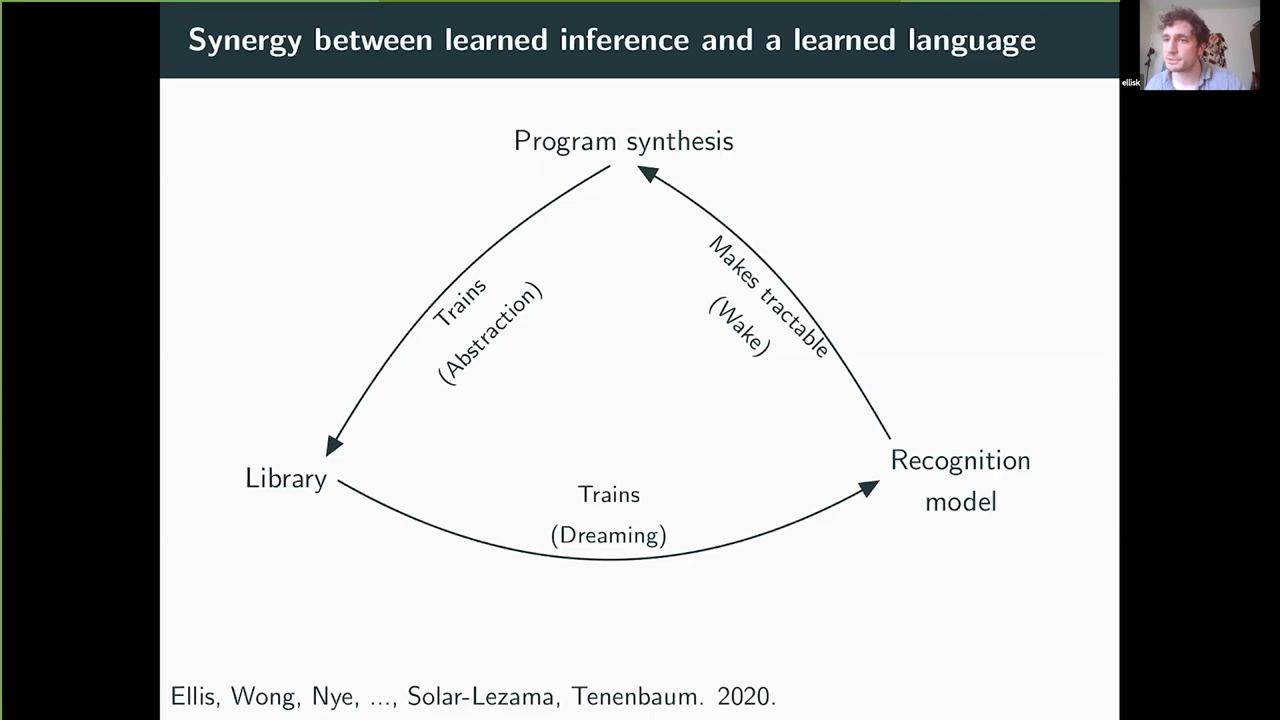 Synergy between learned inference and a learned language
ellisk
Program synthesis
Trains
(Abstraction)
Makes tractable
(Wake)
Library
Trains
(Dreaming)
Recognition
model
Ellis, Wong, Nye, ..., Solar-Lezama, Tenenbaum. 2020.